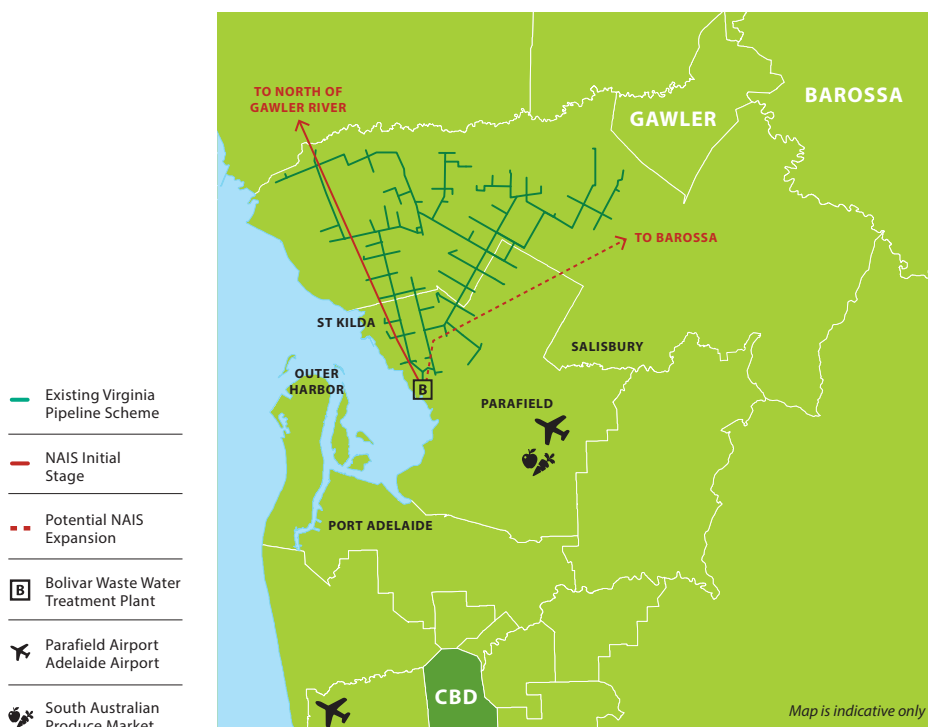 TO NORTH OF
GAWLER RIVER
BAROSSA
GAWLER
TO BAROSSA
ST KILDA
SALISBURY
OUTER
HARBOR
B
PARAFIELD
PORT ADELAIDE
CBD
Map is indicative only
Existing Virginia
Pipeline Scheme
NAIS Initial
Stage
Potential NAIS
Expansion
B
Bolivar Waste Water
Treatment Plant
Parafield Airport
Adelaide Airport
South Australian
Produce Market